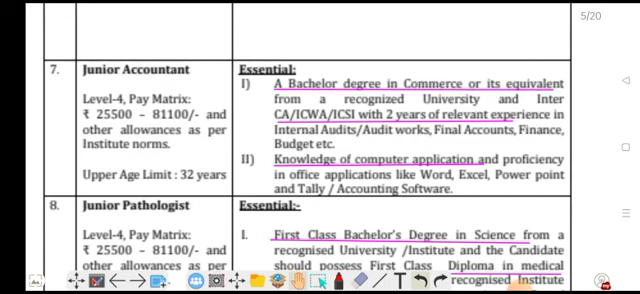 5/20
7.
Junior Accountant
Level-4, Pay Matrix:
₹ 25500 - 81100/- and
other allowances as per
Institute norms.
Upper Age Limit : 32 years
Essential:
I) A Bachelor degree in Commerce or its equivalent
from a recognized University and Inter
CA/ICWA/ICSI with 2 years of relevant experience in
Internal Audits/Audit works, Final Accounts, Finance,
Budget etc.
II) Knowledge of computer application and proficiency
in office applications like Word, Excel, Power point
and Tally / Accounting Software.
8.
Junior Pathologist
Level-4, Pay Matrix:
₹ 25500 - 81100/- and
other allowances as per
Essential:-
I. First Class Bachelor's Degree in Science from a
recognised University /Institute and the Candidate
should possess First Class Diploma in medical
recognised Institute